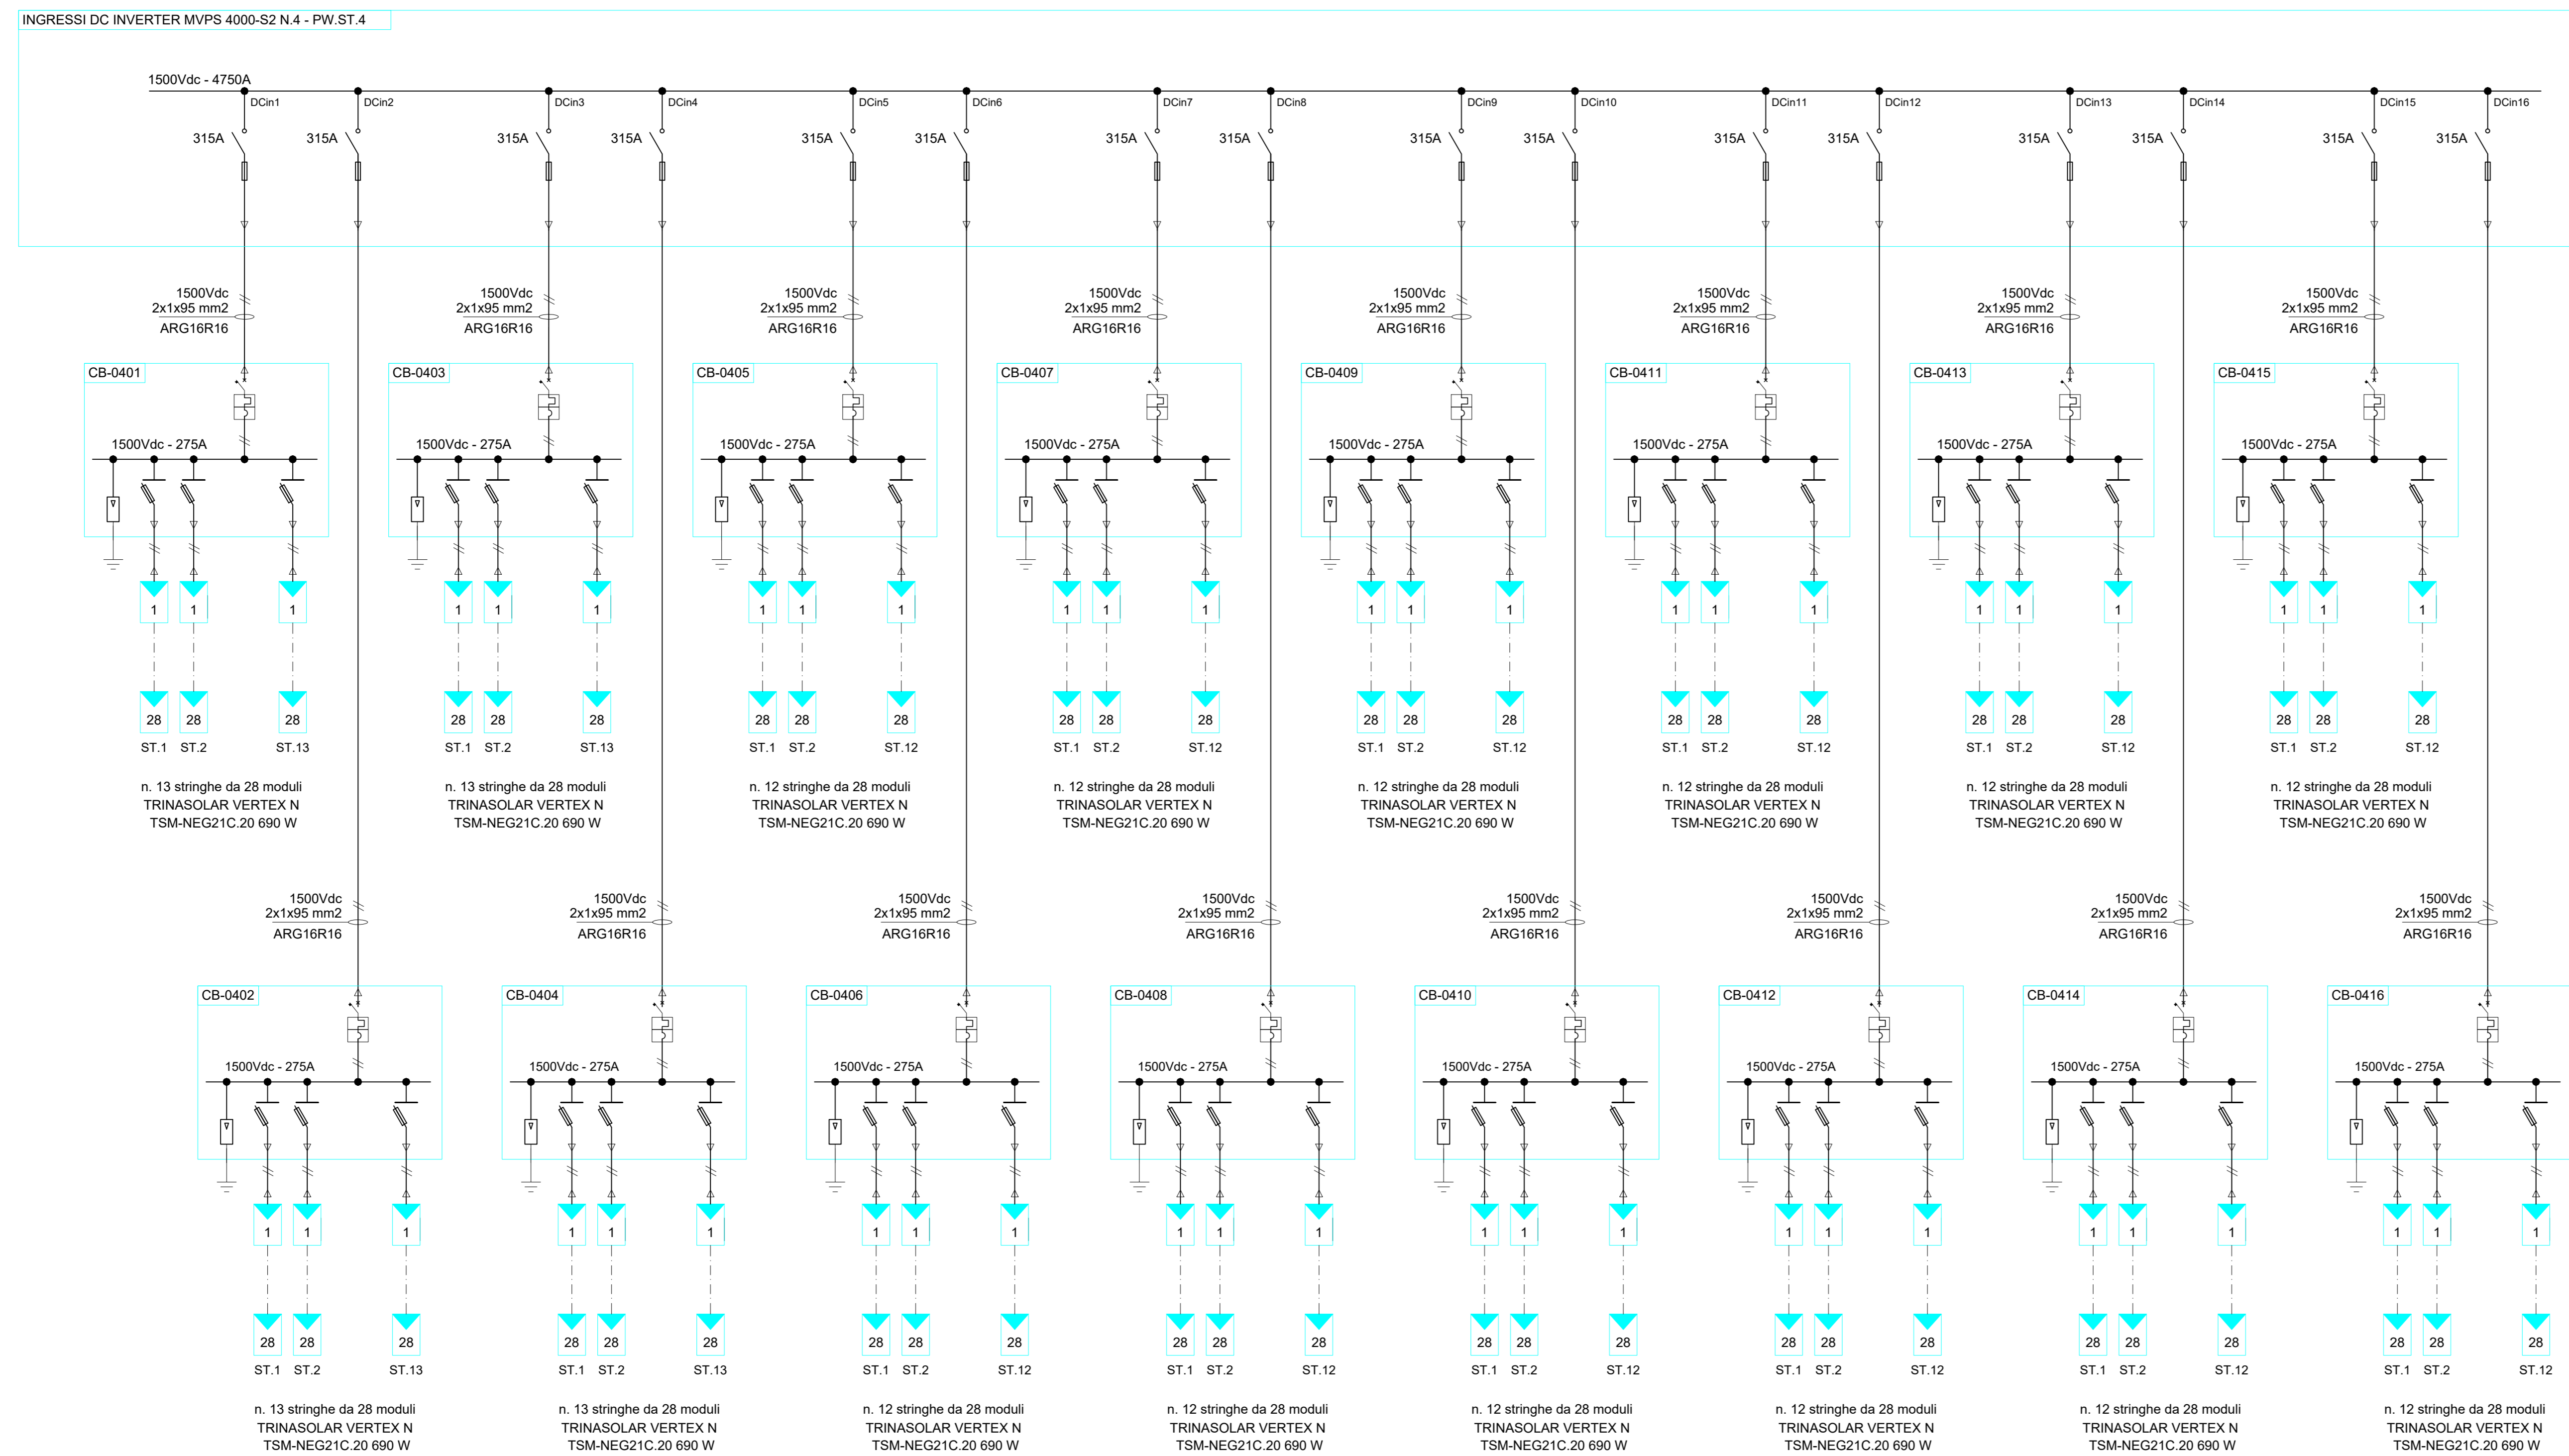 INGRESSI DC INVERTER MVPS 4000-S2 N.4 - PW.ST.4
1500Vdc - 4750A
DCin1 DCin2 DCin3 DCin4 DCin5 DCin6 DCin7 DCin8 DCin9 DCin10 DCin11 DCin12 DCin13 DCin14 DCin15 DCin16
315A 315A 315A 315A 315A 315A 315A 315A 315A 315A 315A 315A 315A 315A 315A 315A
1500Vdc 1500Vdc 1500Vdc 1500Vdc 1500Vdc 1500Vdc 1500Vdc 1500Vdc
2x1x95 mm2 2x1x95 mm2 2x1x95 mm2 2x1x95 mm2 2x1x95 mm2 2x1x95 mm2 2x1x95 mm2 2x1x95 mm2
ARG16R16 ARG16R16 ARG16R16 ARG16R16 ARG16R16 ARG16R16 ARG16R16 ARG16R16
CB-0401 CB-0403 CB-0405 CB-0407 CB-0409 CB-0411 CB-0413 CB-0415
1500Vdc - 275A 1500Vdc - 275A 1500Vdc - 275A 1500Vdc - 275A 1500Vdc - 275A 1500Vdc - 275A 1500Vdc - 275A 1500Vdc - 275A
1 1 1 1 1 1 1 1 1 1 1 1 1 1 1 1 1 1 1 1 1 1 1 1
28 28 28 28 28 28 28 28 28 28 28 28 28 28 28 28 28 28 28 28 28 28 28 28
ST.1 ST.2 ST.13 ST.1 ST.2 ST.13 ST.1 ST.2 ST.12 ST.1 ST.2 ST.12 ST.1 ST.2 ST.12 ST.1 ST.2 ST.12 ST.1 ST.2 ST.12 ST.1 ST.2 ST.12
n. 13 stringhe da 28 moduli n. 13 stringhe da 28 moduli n. 12 stringhe da 28 moduli n. 12 stringhe da 28 moduli n. 12 stringhe da 28 moduli n. 12 stringhe da 28 moduli n. 12 stringhe da 28 moduli n. 12 stringhe da 28 moduli
TRINASOLAR VERTEX N TRINASOLAR VERTEX N TRINASOLAR VERTEX N TRINASOLAR VERTEX N TRINASOLAR VERTEX N TRINASOLAR VERTEX N TRINASOLAR VERTEX N TRINASOLAR VERTEX N
TSM-NEG21C.20 690 W TSM-NEG21C.20 690 W TSM-NEG21C.20 690 W TSM-NEG21C.20 690 W TSM-NEG21C.20 690 W TSM-NEG21C.20 690 W TSM-NEG21C.20 690 W TSM-NEG21C.20 690 W
1500Vdc 1500Vdc 1500Vdc 1500Vdc 1500Vdc 1500Vdc 1500Vdc 1500Vdc
2x1x95 mm2 2x1x95 mm2 2x1x95 mm2 2x1x95 mm2 2x1x95 mm2 2x1x95 mm2 2x1x95 mm2 2x1x95 mm2
ARG16R16 ARG16R16 ARG16R16 ARG16R16 ARG16R16 ARG16R16 ARG16R16 ARG16R16
CB-0402 CB-0404 CB-0406 CB-0408 CB-0410 CB-0412 CB-0414 CB-0416
1500Vdc - 275A 1500Vdc - 275A 1500Vdc - 275A 1500Vdc - 275A 1500Vdc - 275A 1500Vdc - 275A 1500Vdc - 275A 1500Vdc - 275A
1 1 1 1 1 1 1 1 1 1 1 1 1 1 1 1 1 1 1 1 1 1 1 1
28 28 28 28 28 28 28 28 28 28 28 28 28 28 28 28 28 28 28 28 28 28 28 28
ST.1 ST.2 ST.13 ST.1 ST.2 ST.13 ST.1 ST.2 ST.12 ST.1 ST.2 ST.12 ST.1 ST.2 ST.12 ST.1 ST.2 ST.12 ST.1 ST.2 ST.12 ST.1 ST.2 ST.12
n. 13 stringhe da 28 moduli n. 13 stringhe da 28 moduli n. 12 stringhe da 28 moduli n. 12 stringhe da 28 moduli n. 12 stringhe da 28 moduli n. 12 stringhe da 28 moduli n. 12 stringhe da 28 moduli n. 12 stringhe da 28 moduli
TRINASOLAR VERTEX N TRINASOLAR VERTEX N TRINASOLAR VERTEX N TRINASOLAR VERTEX N TRINASOLAR VERTEX N TRINASOLAR VERTEX N TRINASOLAR VERTEX N TRINASOLAR VERTEX N
TSM-NEG21C.20 690 W TSM-NEG21C.20 690 W TSM-NEG21C.20 690 W TSM-NEG21C.20 690 W TSM-NEG21C.20 690 W TSM-NEG21C.20 690 W TSM-NEG21C.20 690 W TSM-NEG21C.20 690 W